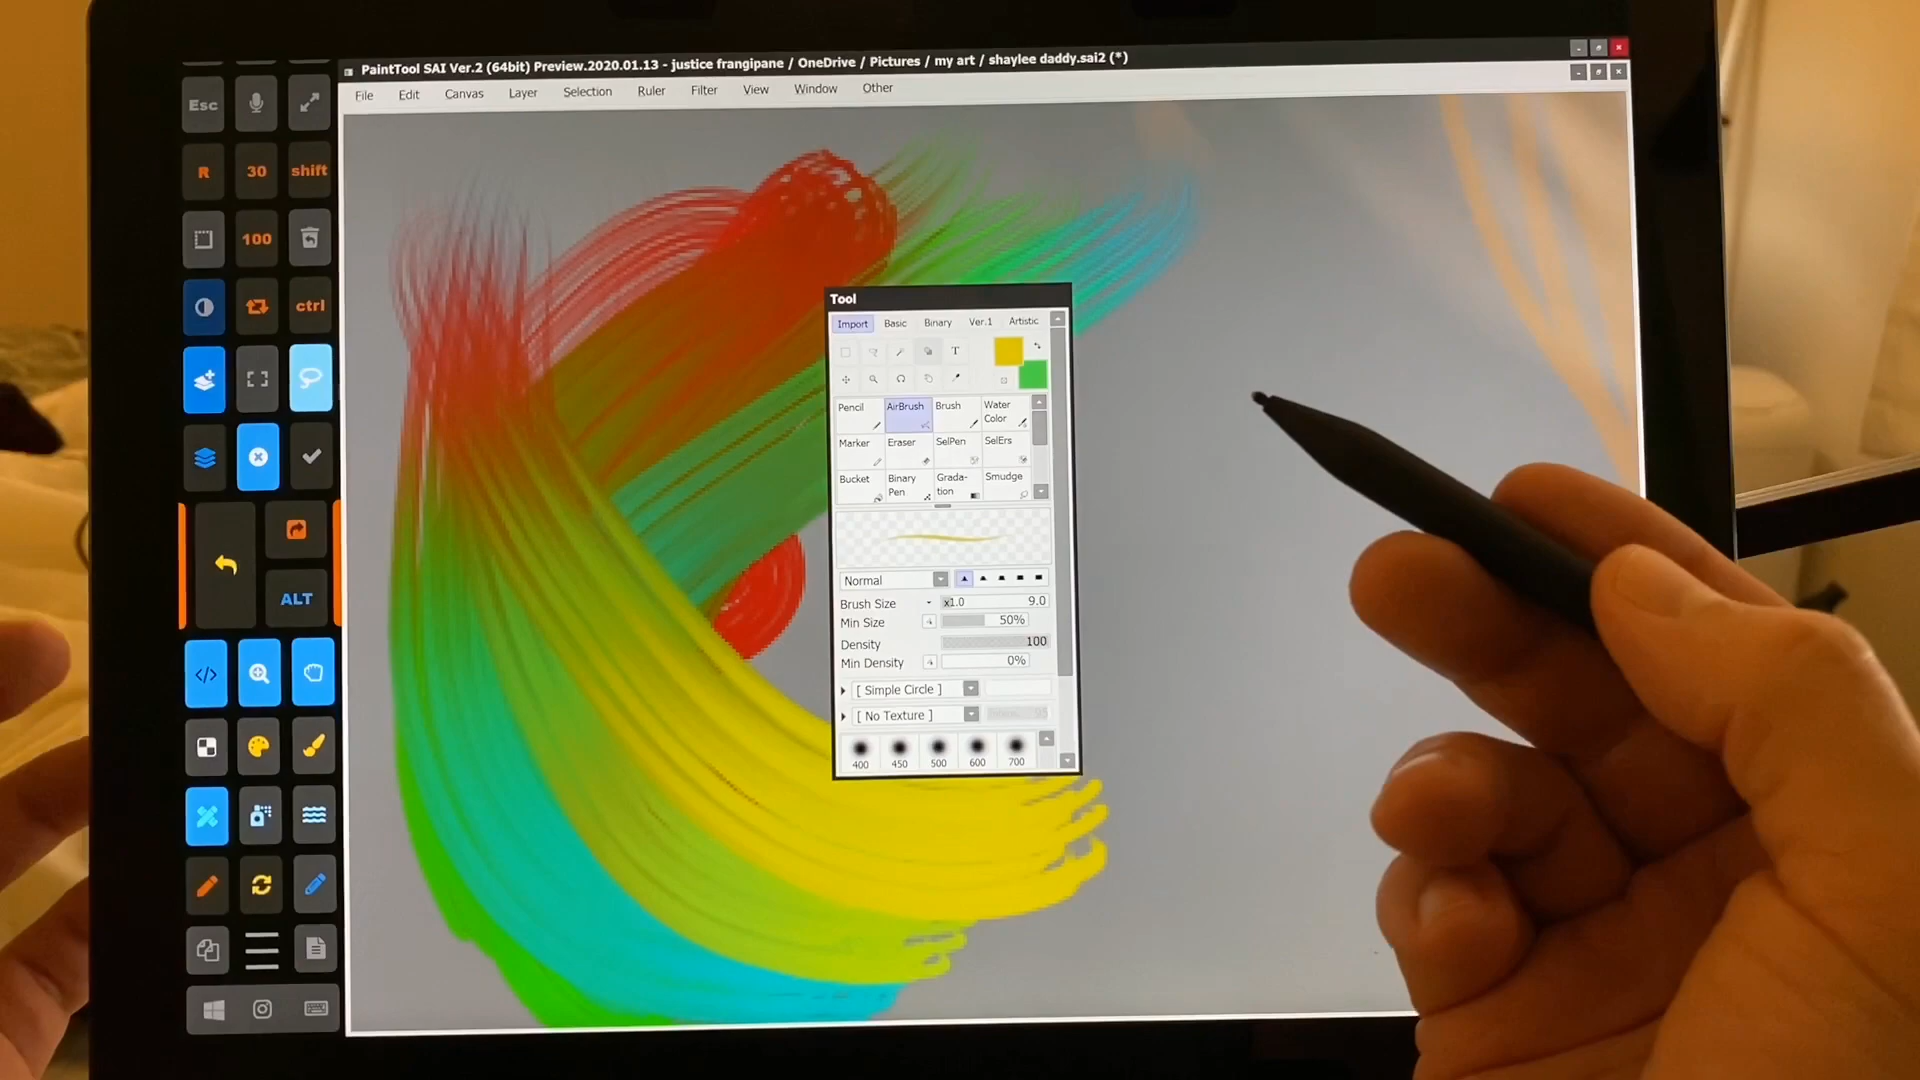 PaintTool SAI Ver.2 (64bit) Preview.2020.01.13 - justice frangipane / OneDrive / Pictures / my art / shaylee daddy.sai2 (*)
File Edit Canvas Layer Selection Ruler Filter View Window Other
Esc
R 30 shift
100
ctrl
ALT
Tool
Import Basic Binary Ver.1 Artistic
T
Pencil AirBrush Brush Water Color
Marker Eraser SelPen SelErs
Bucket Binary Pen Grada-tion Smudge
Normal
Brush Size x1.0 9.0
Min Size 50%
Density 100
Min Density 0%
[ Simple Circle ]
[ No Texture ] 95
400 450 500 600 700